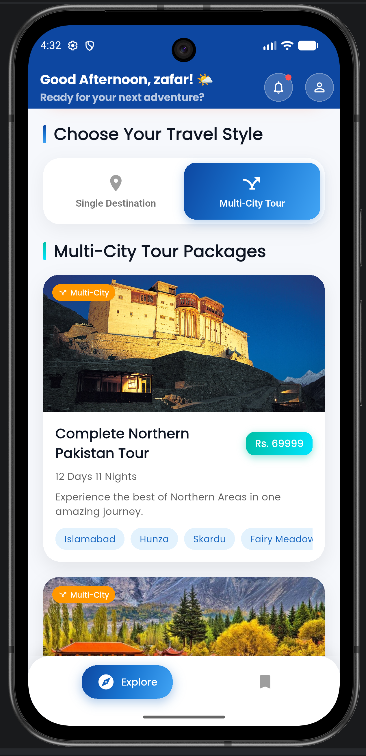 4:32
Good Afternoon, zafar! 🌤️
Ready for your next adventure?
Choose Your Travel Style
Single Destination
Multi-City Tour
Multi-City Tour Packages
Multi-City
Complete Northern
Pakistan Tour
Rs. 69999
12 Days 11 Nights
Experience the best of Northern Areas in one
amazing journey.
Islamabad Hunza Skardu Fairy Meadow
Multi-City
Explore